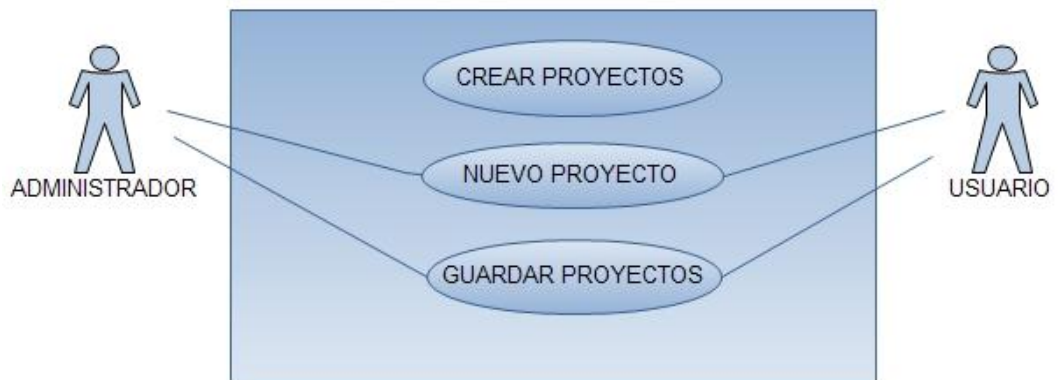 CREAR PROYECTOS
NUEVO PROYECTO
ADMINISTRADOR
USUARIO
GUARDAR PROYECTOS